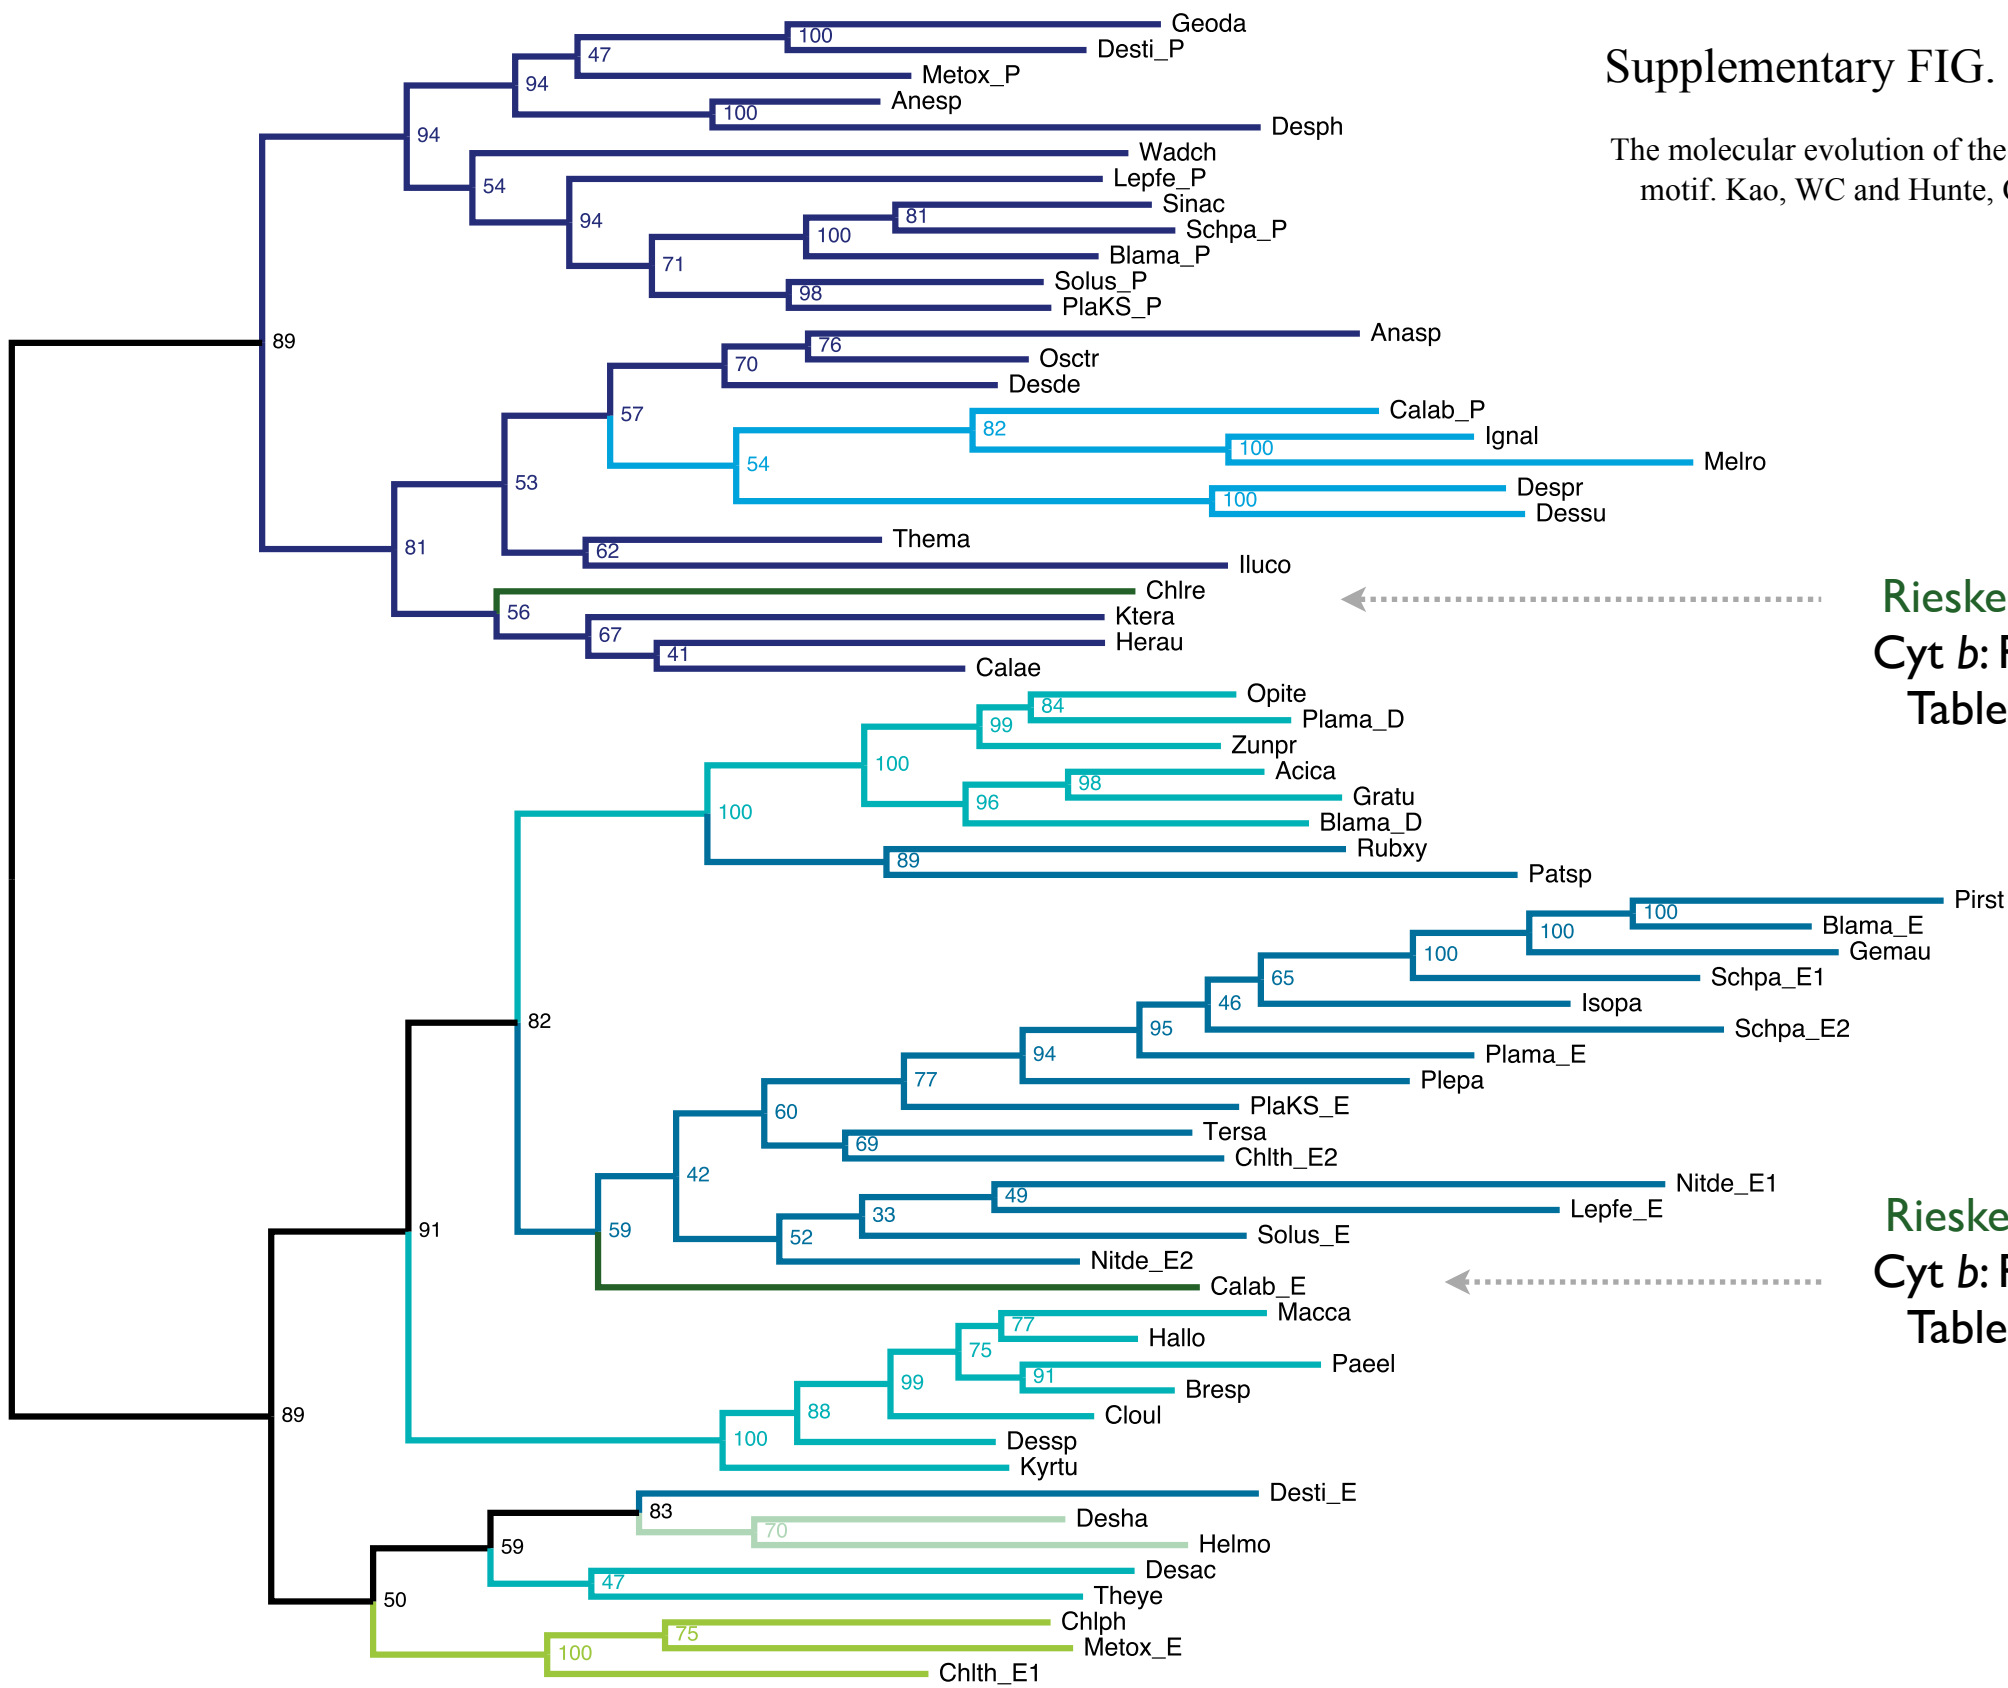 Geoda
100
Desti_P
47
Metox_P
94
Anesp
100
Desph
94
Wadch
54
Lepfe_P
94
Sinac
81
Schpa_P
100
Blama_P
71
Solus_P
98
PlaKS_P
89
Anasp
76
Osctr
70
Desde
57
Calab_P
82
Ignal
100
Melro
54
Despr
100
Dessu
53
Thema
62
Iluco
81
Chlre
56
Ktera
67
Herau
41
Calae
Opite
84
Plama_D
99
Zunpr
100
Acica
98
Gratu
96
Blama_D
100
Rubxy
89
Patsp
82
Pirst
100
Blama_E
100
Gemau
100
Schpa_E1
65
Isopa
46
Schpa_E2
95
Plama_E
94
Plepa
77
PlaKS_E
60
Tersa
69
Chlth_E2
42
Nitde_E1
49
Lepfe_E
33
Solus_E
52
Nitde_E2
59
Calab_E
91
Macca
77
Hallo
75
Paeel
91
Bresp
99
Cloul
88
Dessp
100
Kyrtu
89
Desti_E
83
Desha
70
Helmo
59
Desac
47
Theye
50
Chlph
75
Metox_E
100
Chlth_E1
Supplementary FIG.
The molecular evolution of the
motif. Kao, WC and Hunte,
Rieske
Cyt b:
Table
Rieske
Cyt b:
Table